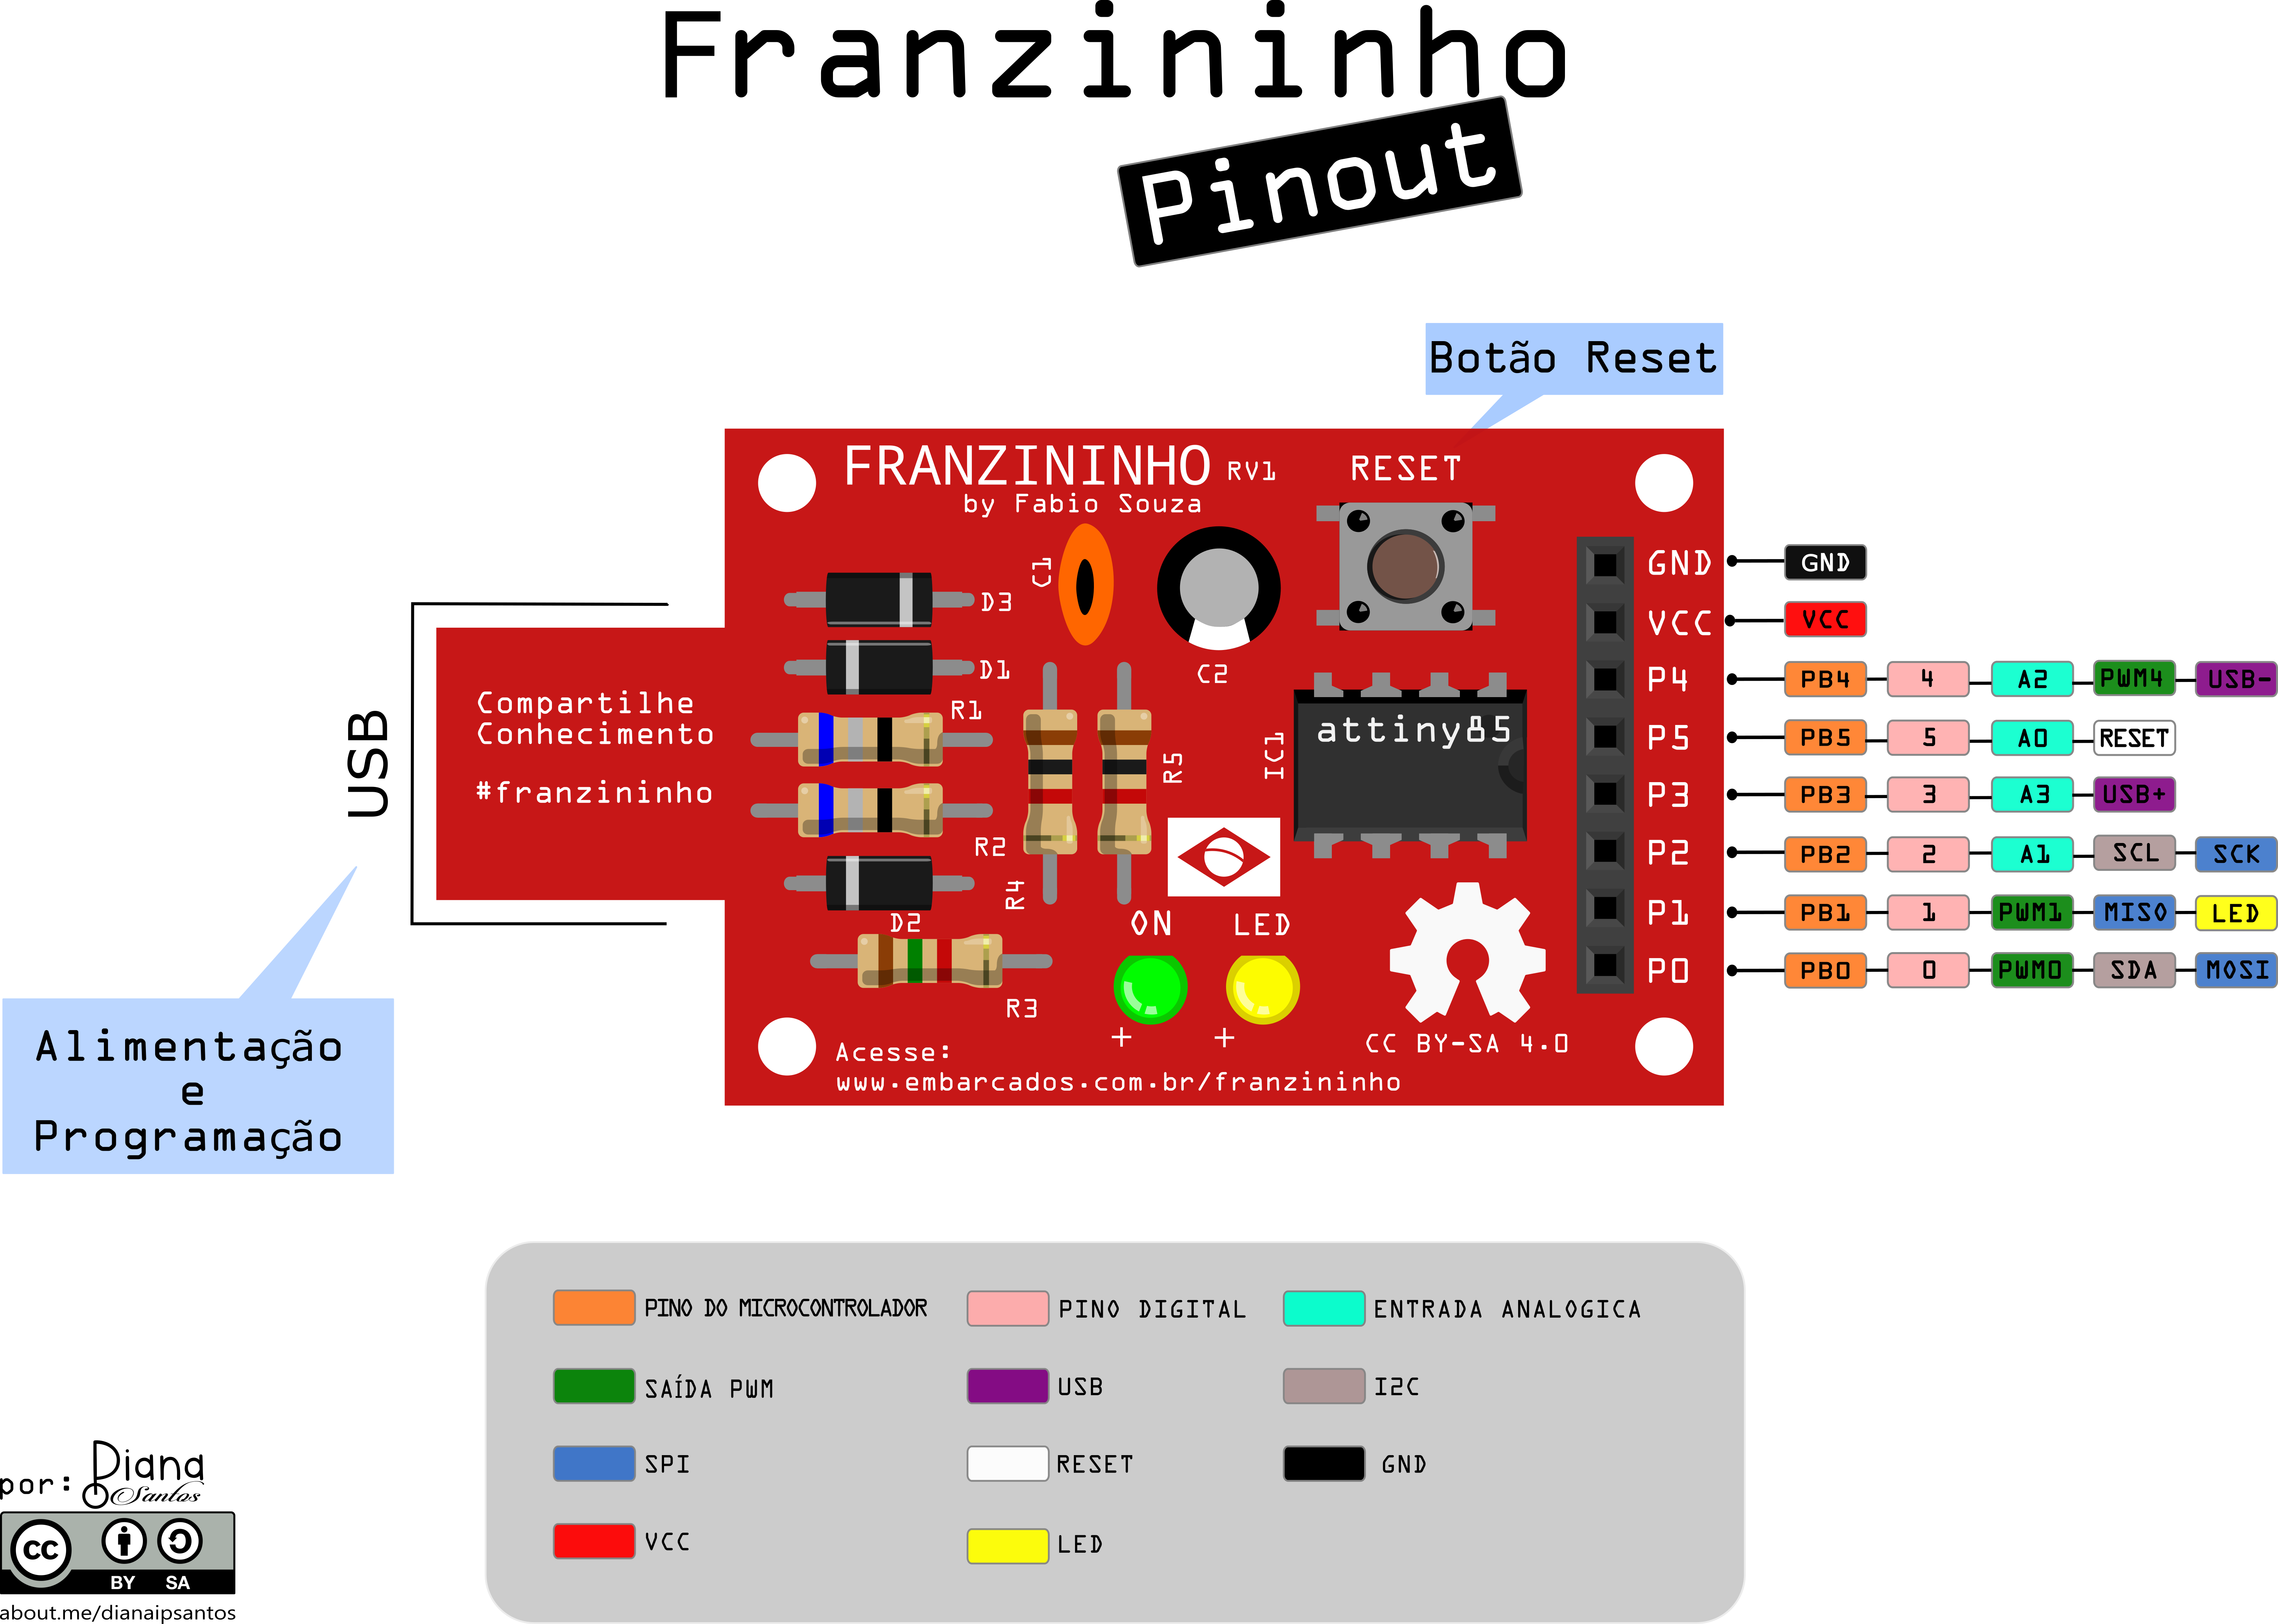 Franzininho
Pinout
Botão Reset
FRANZININHO RV1
by Fabio Souza
RESET
C1
C2
D3
D1
R1
R2
R4
R5
D2
R3
IC1
attiny85
Compartilhe
Conhecimento
#franzininho
USB
Alimentação
e
Programação
ON
LED
+
+
CC BY-SA 4.0
Acesse:
www.embarcados.com.br/franzininho
GND GND
VCC VCC
P4 PB4 4 A2 PWM4 USB-
P5 PB5 5 A0 RESET
P3 PB3 3 A3 USB+
P2 PB2 2 A1 SCL SCK
P1 PB1 1 PWM1 MISO LED
P0 PB0 0 PWM0 SDA MOSI
PINO DO MICROCONTROLADOR
PINO DIGITAL
ENTRADA ANALOGICA
SAÍDA PWM
USB
I2C
SPI
RESET
GND
VCC
LED
por: Diana
Santos
cc
BY SA
about.me/dianaipsantos